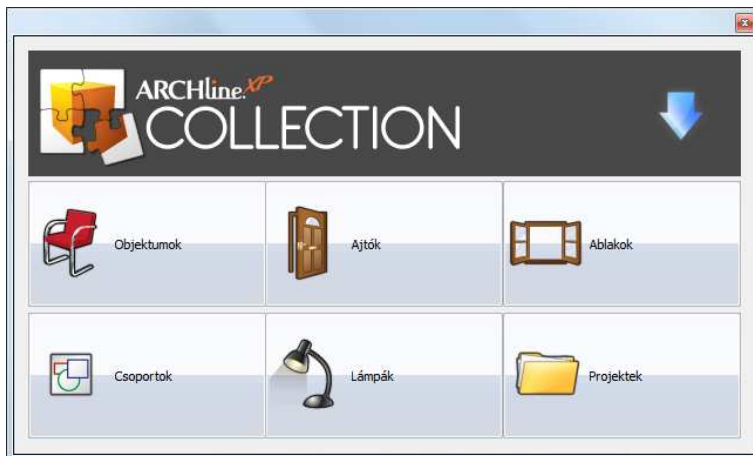 ARCHline.XP
COLLECTION
Objektumok
Ajtók
Ablakok
Csoportok
Lámpák
Projektek